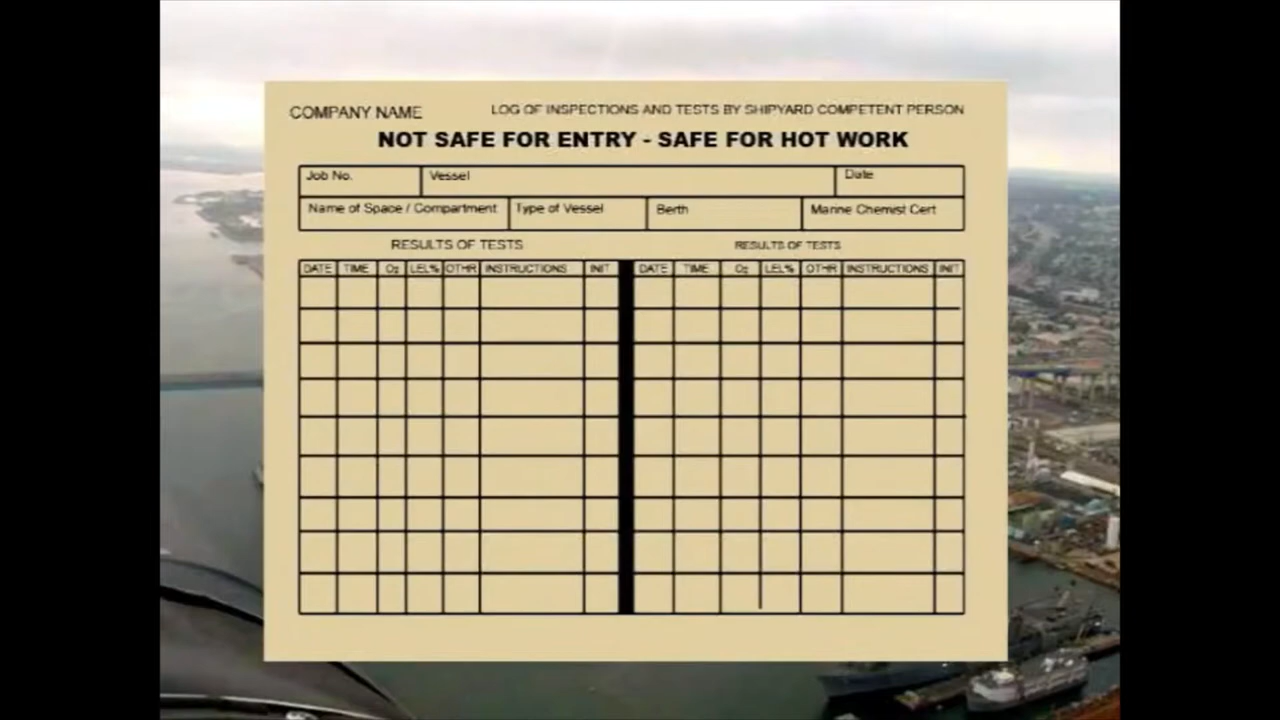 COMPANY NAME LOG OF INSPECTIONS AND TESTS BY SHIPYARD COMPETENT PERSON
NOT SAFE FOR ENTRY - SAFE FOR HOT WORK
Job No. Vessel Date
Name of Space / Compartment Type of Vessel Berth Marine Chemist Cert
RESULTS OF TESTS RESULTS OF TESTS
DATE TIME O₂ LEL% OTHR INSTRUCTIONS INIT DATE TIME O₂ LEL% OTHR INSTRUCTIONS INIT